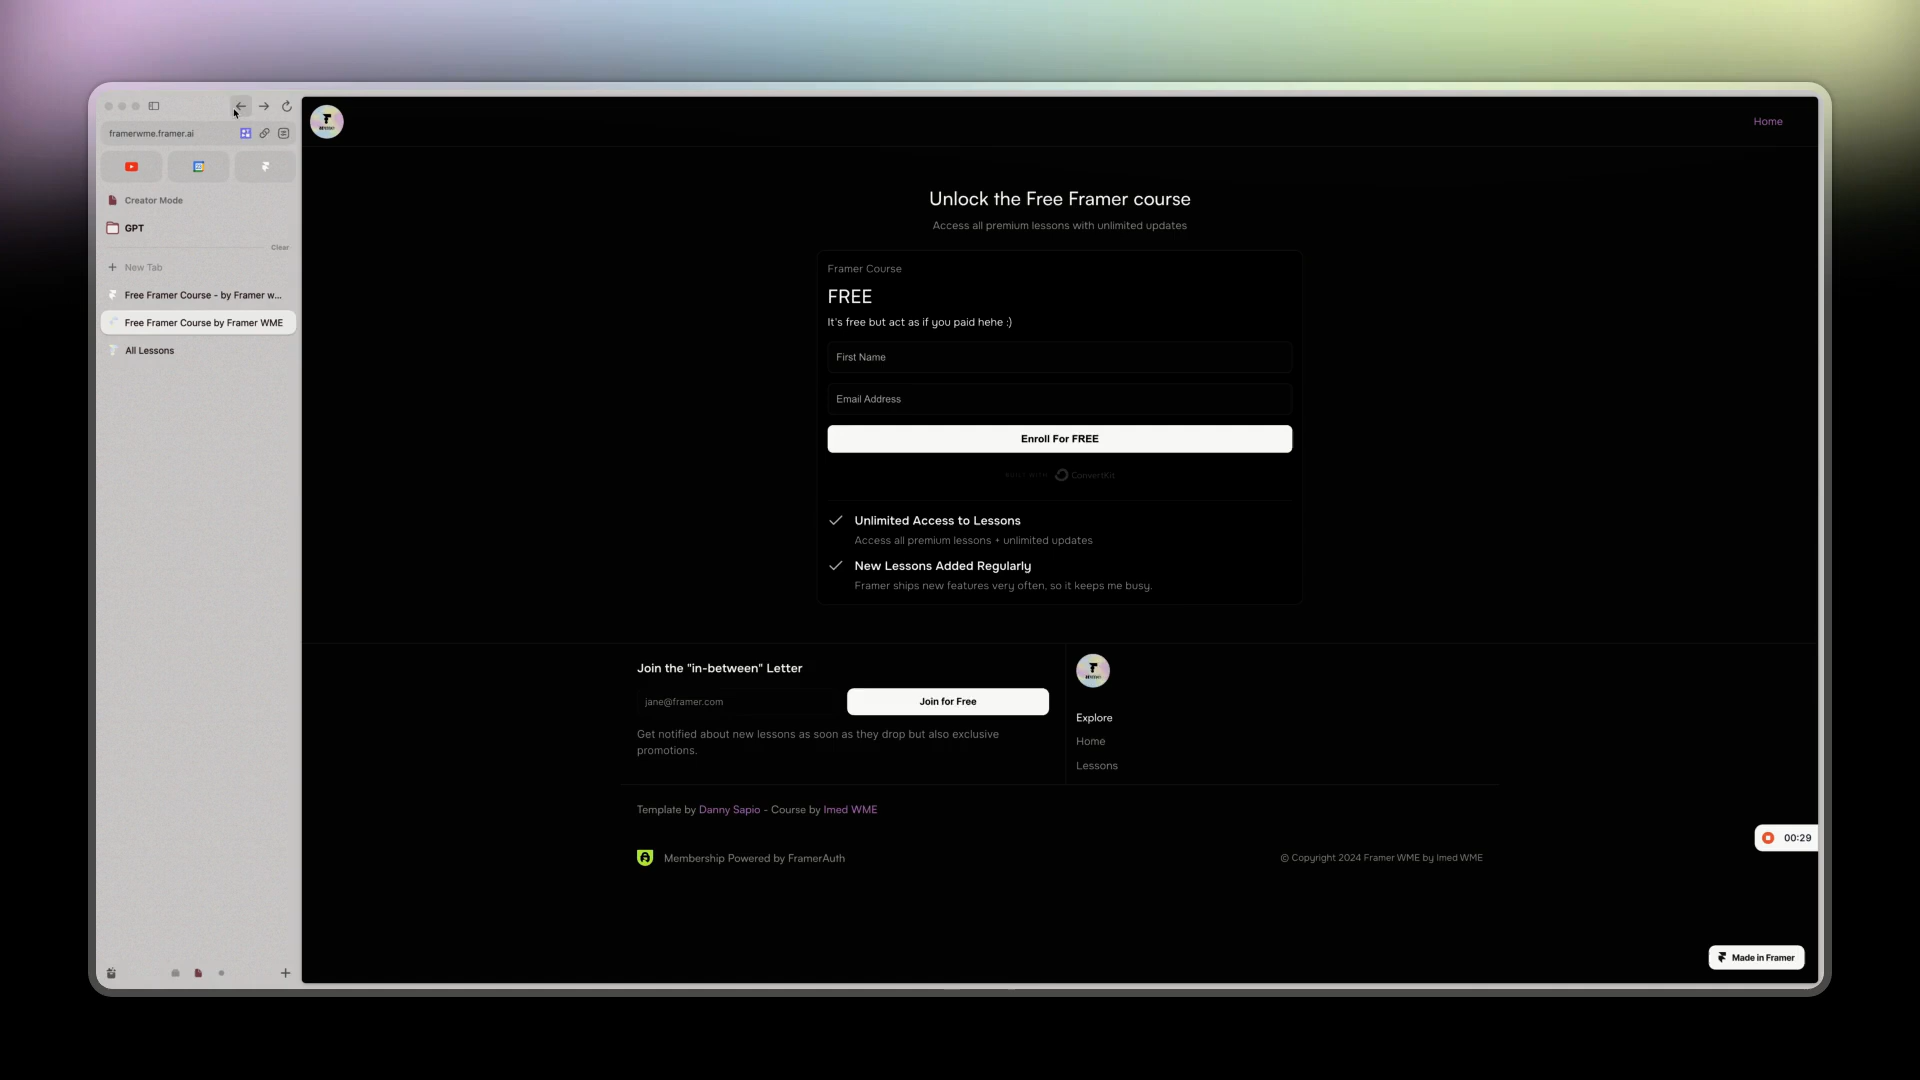 framerwme.framer.ai
Creator Mode
GPT
Clear
New Tab
Free Framer Course - by Framer w...
Free Framer Course by Framer WME
All Lessons
Home
Unlock the Free Framer course
Access all premium lessons with unlimited updates
Framer Course
FREE
It's free but act as if you paid hehe :)
First Name
Email Address
Enroll For FREE
BUILT WITH ConvertKit
Unlimited Access to Lessons
Access all premium lessons + unlimited updates
New Lessons Added Regularly
Framer ships new features very often, so it keeps me busy.
Join the "in-between" Letter
jane@framer.com
Join for Free
Get notified about new lessons as soon as they drop but also exclusive
promotions.
Explore
Home
Lessons
Template by Danny Sapio - Course by Imed WME
00:29
Membership Powered by FramerAuth
© Copyright 2024 Framer WME by Imed WME
Made in Framer